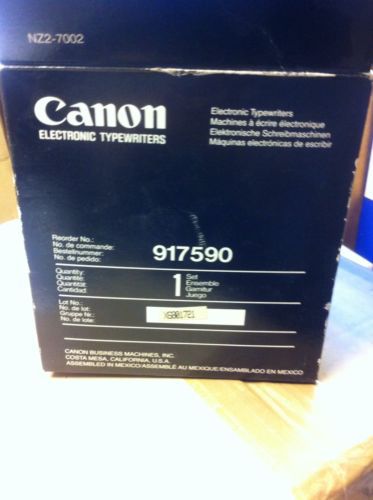 NZ2-7002
Canon
ELECTRONIC TYPEWRITERS
Electronic Typewriters
Machines à écrire électronique
Elektronische Schreibmaschinen
Máquinas electrónicas de escribir
Reorder No.:
No. de commande:
Bestellnummer:
No. de pedido:
917590
Quantity:
Quantité:
Quantität:
Cantidad:
1
Set
Ensemble
Garnitur
Juego
Lot No.:
No. de lot:
Gruppe Nr.:
No. de lote:
XG801721
CANON BUSINESS MACHINES, INC.
COSTA MESA, CALIFORNIA, U.S.A.
ASSEMBLED IN MEXICO/ASSEMBLÉ AU MEXIQUE/ENSAMBLADO EN MEXICO